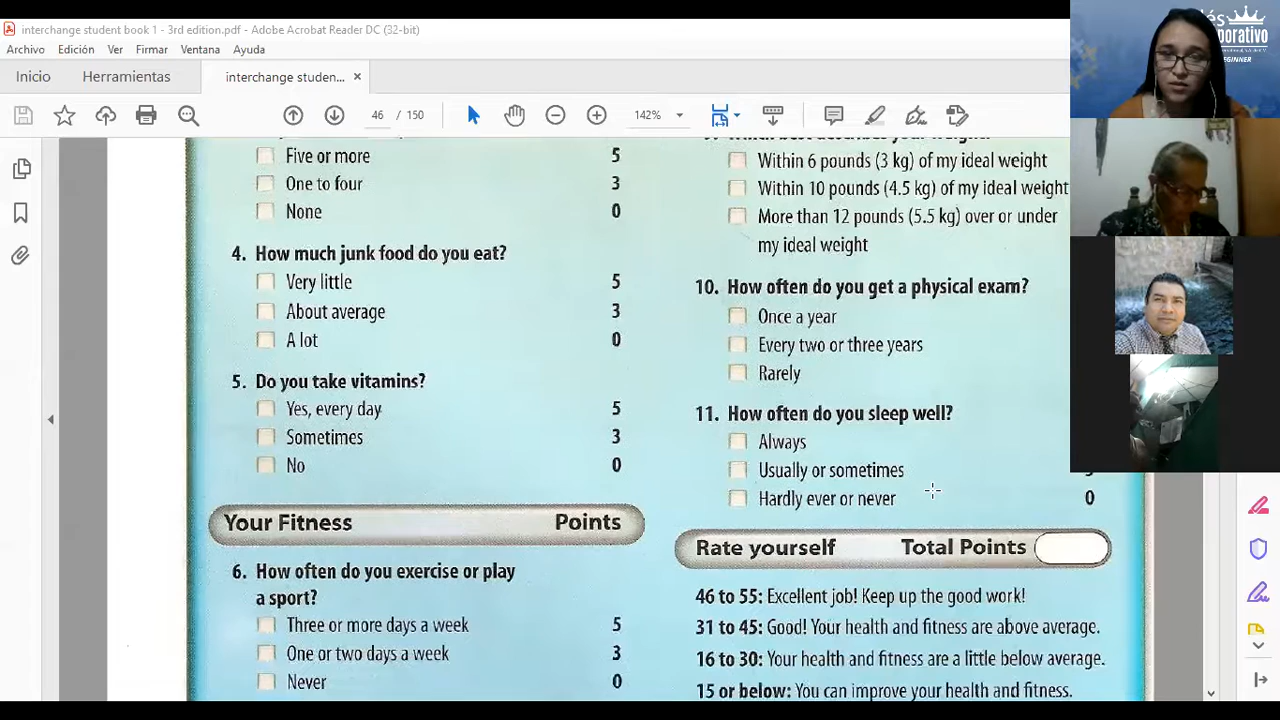 interchange student book 1 - 3rd edition.pdf - Adobe Acrobat Reader DC (32-bit)
Archivo Edición Ver Firmar Ventana Ayuda
Inicio Herramientas interchange studen... ×
46 / 150 142%
Five or more 5
One to four 3
None 0
4. How much junk food do you eat?
Very little 5
About average 3
A lot 0
5. Do you take vitamins?
Yes, every day 5
Sometimes 3
No 0
Your Fitness Points
6. How often do you exercise or play
a sport?
Three or more days a week 5
One or two days a week 3
Never 0
Within 6 pounds (3 kg) of my ideal weight
Within 10 pounds (4.5 kg) of my ideal weight
More than 12 pounds (5.5 kg) over or under
my ideal weight
10. How often do you get a physical exam?
Once a year
Every two or three years
Rarely
11. How often do you sleep well?
Always
Usually or sometimes
Hardly ever or never 0
Rate yourself Total Points
46 to 55: Excellent job! Keep up the good work!
31 to 45: Good! Your health and fitness are above average.
16 to 30: Your health and fitness are a little below average.
15 or below: You can improve your health and fitness.